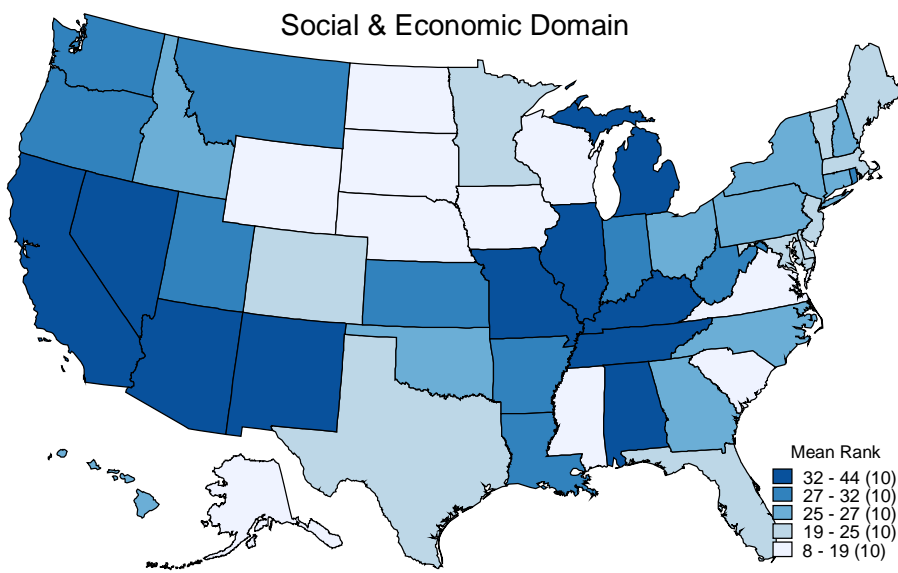 Social & Economic Domain
Mean Rank
32 - 44 (10)
27 - 32 (10)
25 - 27 (10)
19 - 25 (10)
8 - 19 (10)